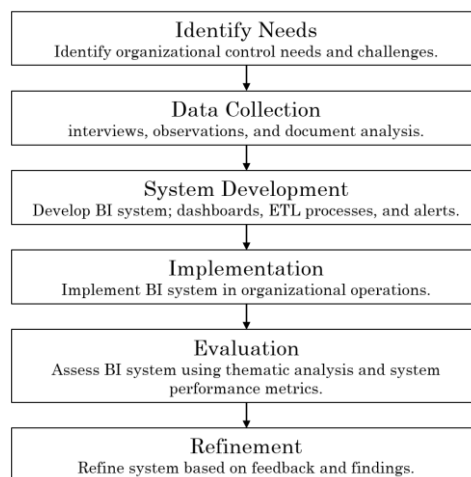 Identify Needs
Identify organizational control needs and challenges.
Data Collection
interviews, observations, and document analysis.
System Development
Develop BI system; dashboards, ETL processes, and alerts.
Implementation
Implement BI system in organizational operations.
Evaluation
Assess BI system using thematic analysis and system
performance metrics.
Refinement
Refine system based on feedback and findings.